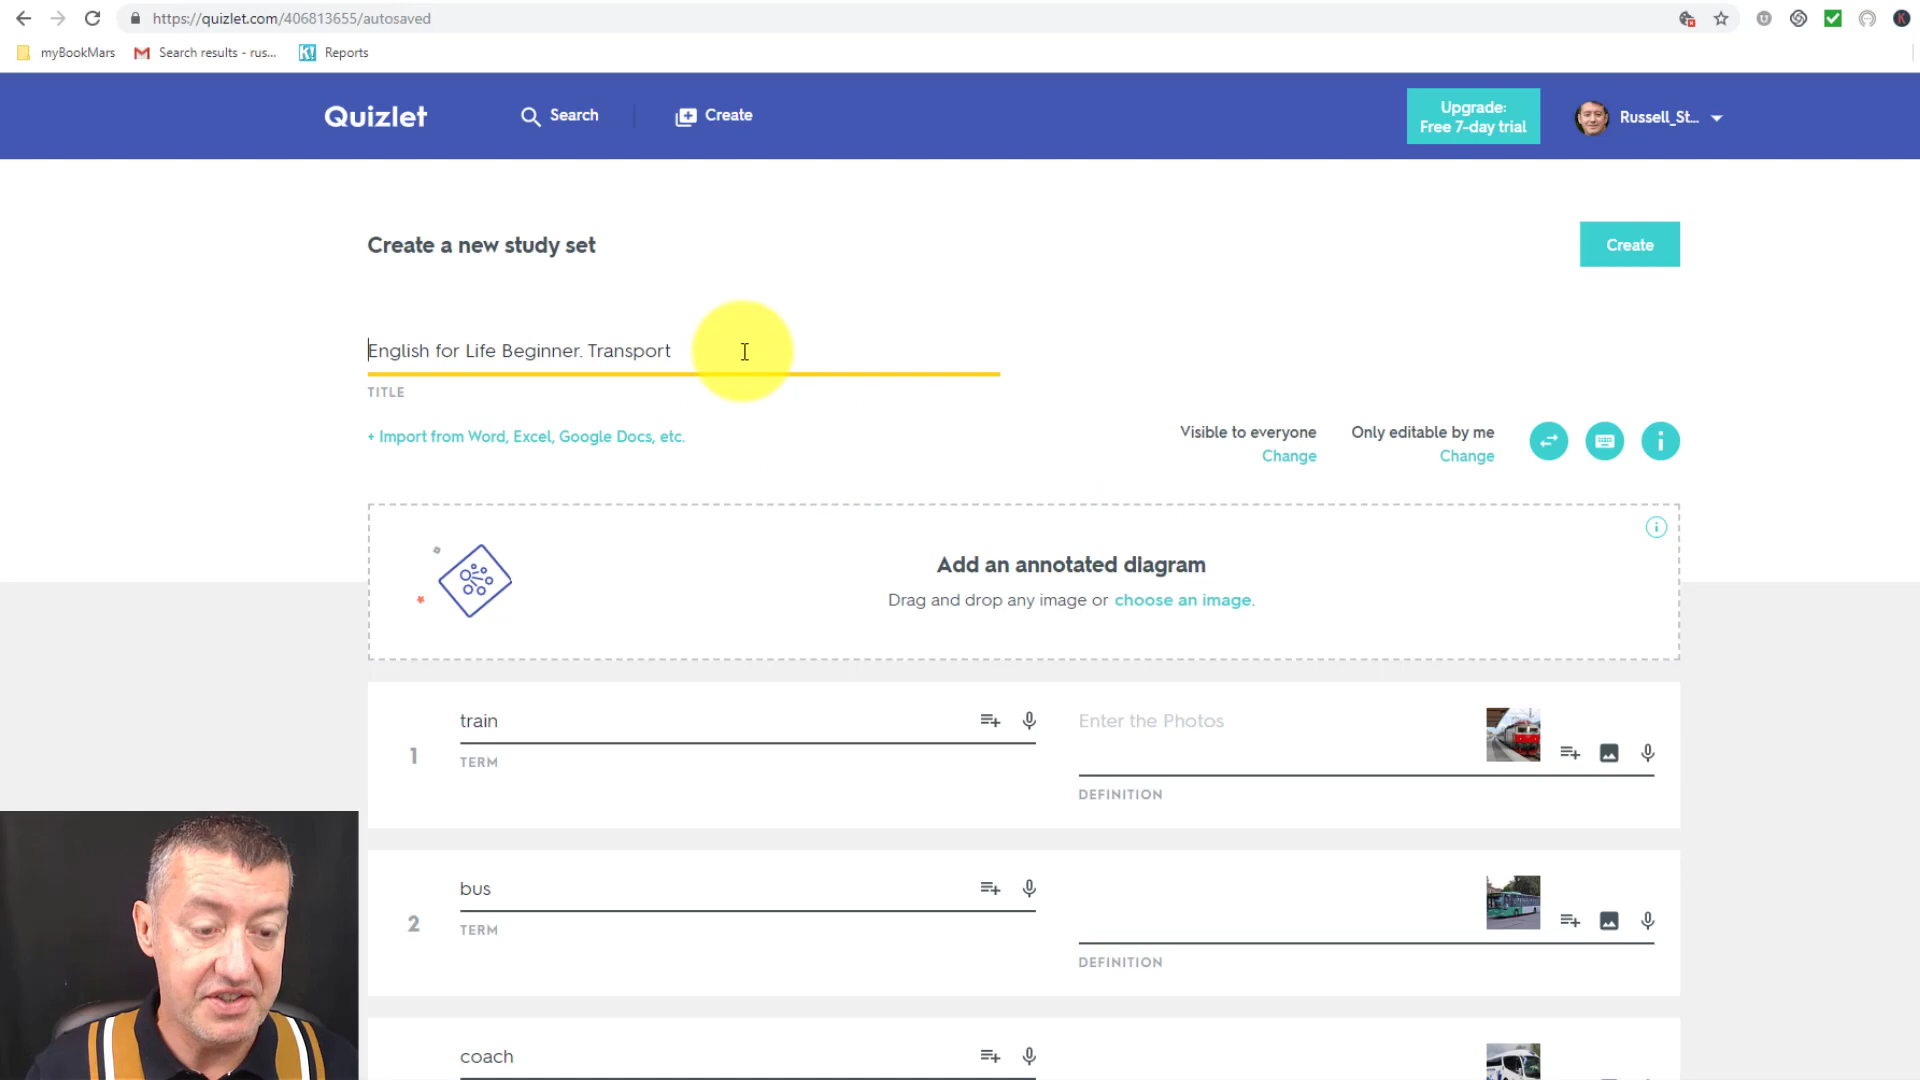 https://quizlet.com/406813655/autosaved
myBookMars
Search results - rus...
Reports
Quizlet
Search
Create
Upgrade:
Free 7-day trial
Russell_St...
Create a new study set
Create
English for Life Beginner. Transport
TITLE
+ Import from Word, Excel, Google Docs, etc.
Visible to everyone
Change
Only editable by me
Change
Add an annotated diagram
Drag and drop any image or choose an image.
1
train
TERM
Enter the Photos
DEFINITION
2
bus
TERM
DEFINITION
coach